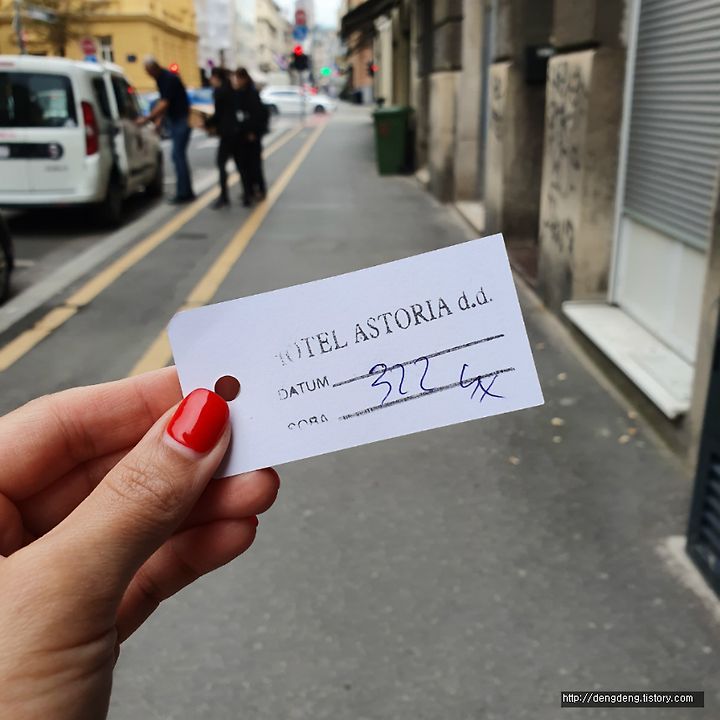 HOTEL ASTORIA d.d.
DATUM 322 4x
SOBA
http://dengdeng.tistory.com